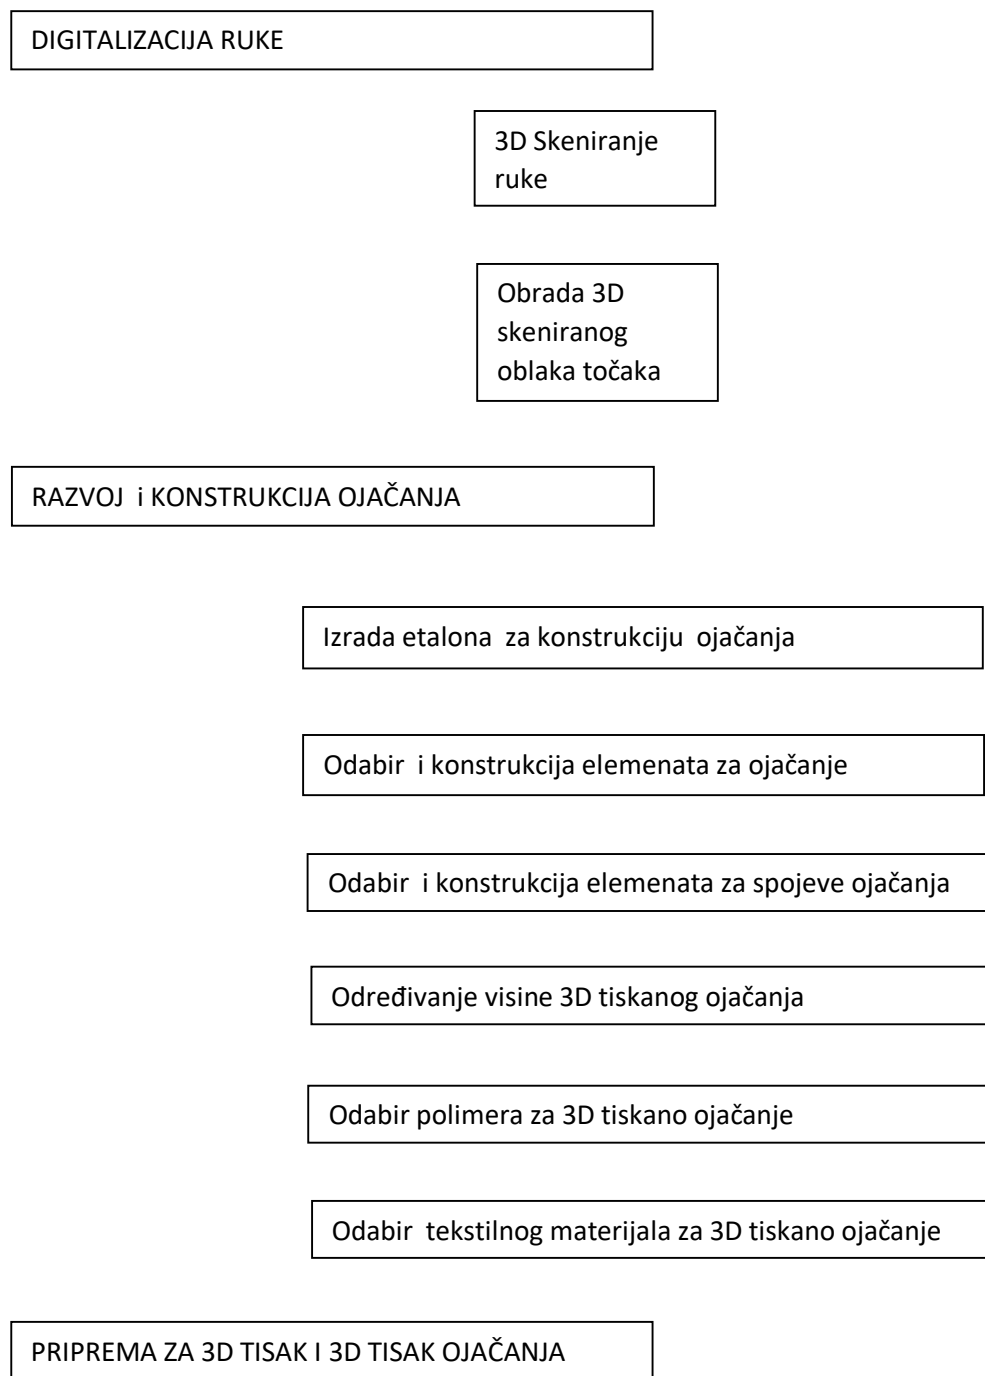 DIGITALIZACIJA RUKE
3D Skeniranje
ruke
Obrada 3D
skeniranog
oblaka točaka
RAZVOJ  i KONSTRUKCIJA OJAČANJA
Izrada etalona  za konstrukciju  ojačanja
Odabir  i konstrukcija elemenata za ojačanje
Odabir  i konstrukcija elemenata za spojeve ojačanja
Određivanje visine 3D tiskanog ojačanja
Odabir polimera za 3D tiskano ojačanje
Odabir  tekstilnog materijala za 3D tiskano ojačanje
PRIPREMA ZA 3D TISAK I 3D TISAK OJAČANJA